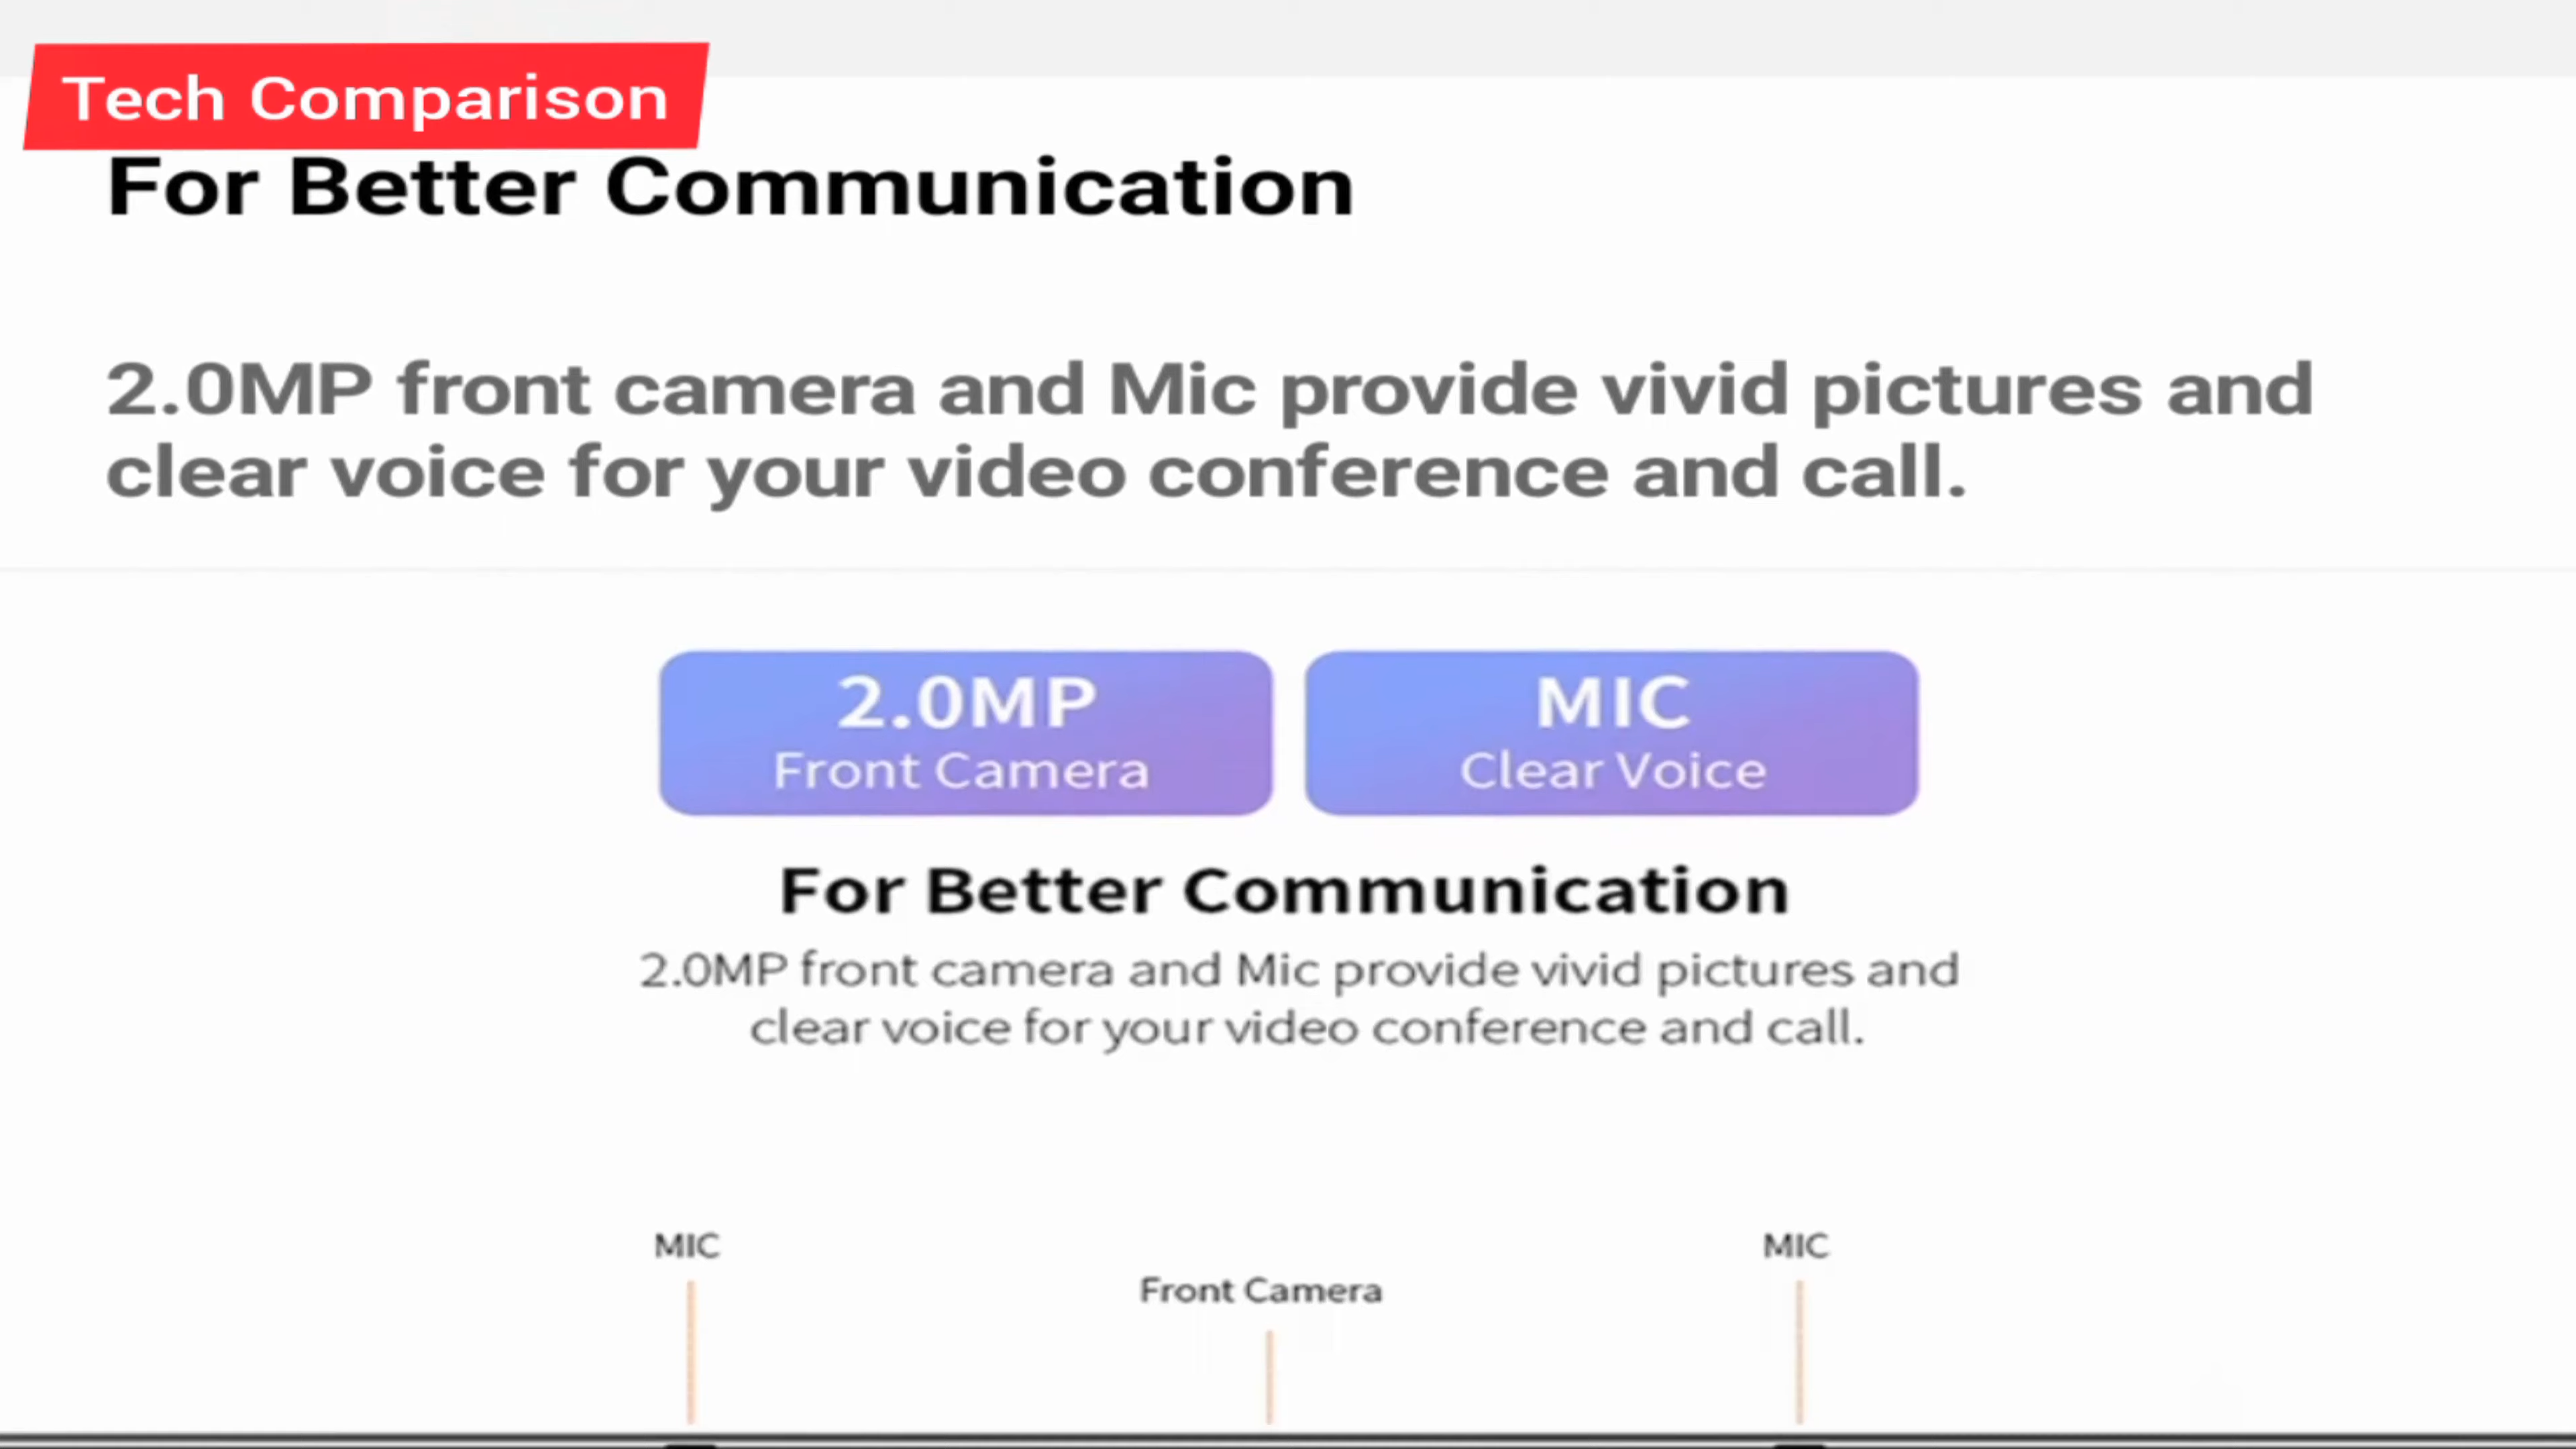 Tech Comparison
For Better Communication
2.0MP front camera and Mic provide vivid pictures and
clear voice for your video conference and call.
2.0MP
Front Camera
MIC
Clear Voice
For Better Communication
2.0MP front camera and Mic provide vivid pictures and
clear voice for your video conference and call.
MIC
MIC
Front Camera